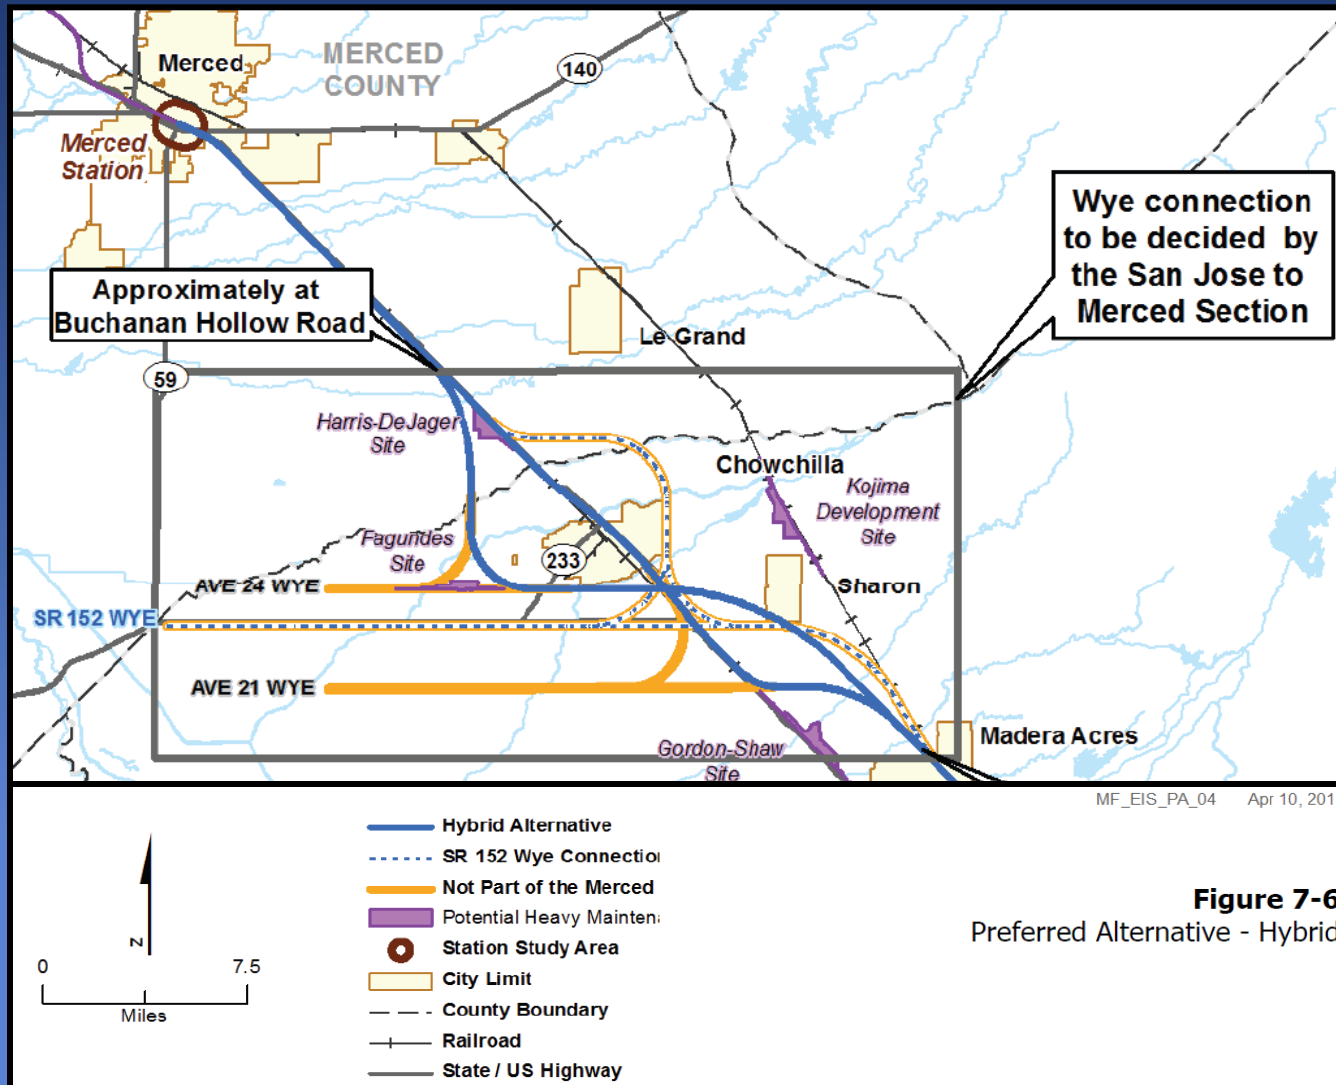 MERCED
COUNTY
Merced
140
Merced
Station
Wye connection
to be decided by
the San Jose to
Merced Section
Approximately at
Buchanan Hollow Road
Le Grand
59
Harris-DeJager
Site
Chowchilla
Kojima
Development
Site
Fagundes
Site
233
AVE 24 WYE
Sharon
SR 152 WYE
AVE 21 WYE
Gordon-Shaw
Site
Madera Acres
MF_EIS_PA_04 Apr 10, 201
Hybrid Alternative
SR 152 Wye Connectio
Not Part of the Merced
Potential Heavy Maintena
Station Study Area
City Limit
County Boundary
Railroad
State / US Highway
N
0 7.5
Miles
Figure 7-6
Preferred Alternative - Hybrid